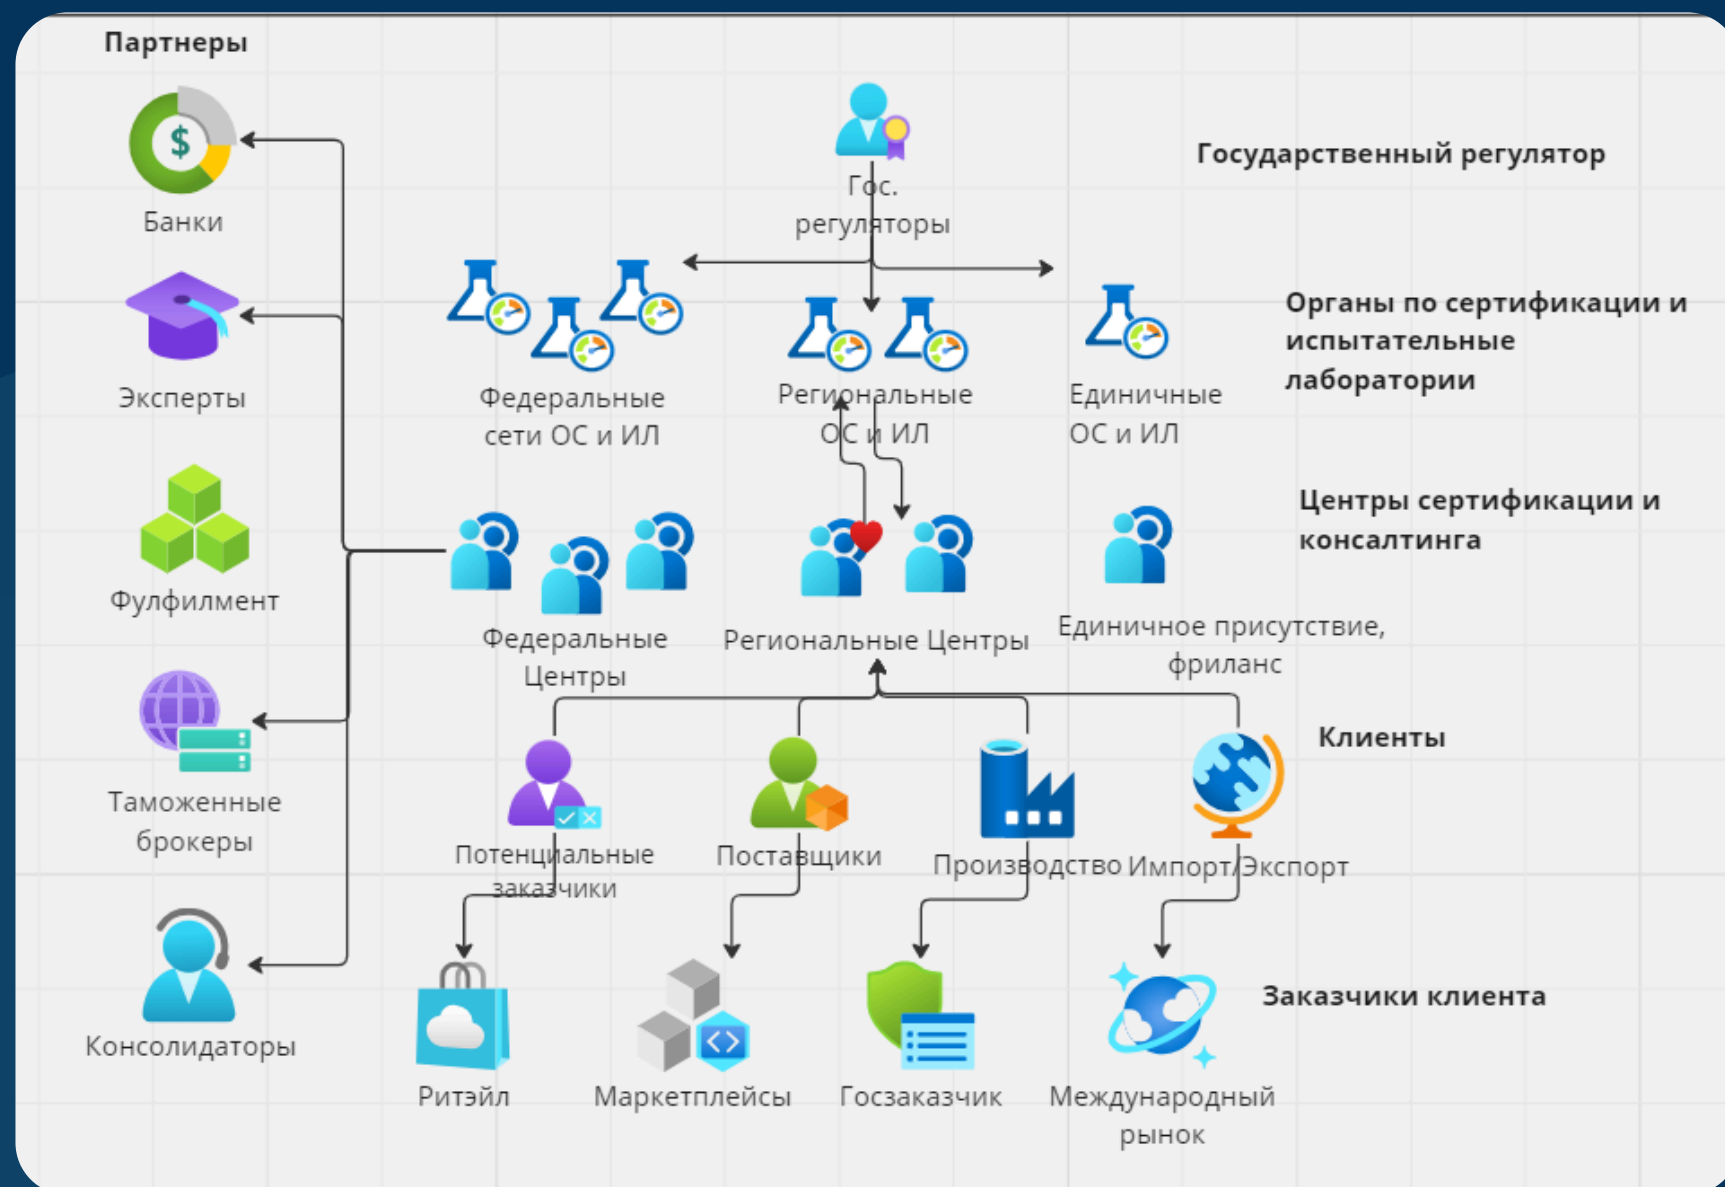 Партнеры
Банки
Эксперты
Фулфилмент
Таможенные
брокеры
Консолидаторы
Гос.
регуляторы
Государственный регулятор
Федеральные
сети ОС и ИЛ
Региональные
ОС и ИЛ
Единичные
ОС и ИЛ
Органы по сертификации и
испытательные
лаборатории
Федеральные
Центры
Региональные Центры
Единичное присутствие,
фриланс
Центры сертификации и
консалтинга
Потенциальные
заказчики
Поставщики
Производство
Импорт/Экспорт
Клиенты
Ритэйл
Маркетплейсы
Госзаказчик
Международный
рынок
Заказчики клиента